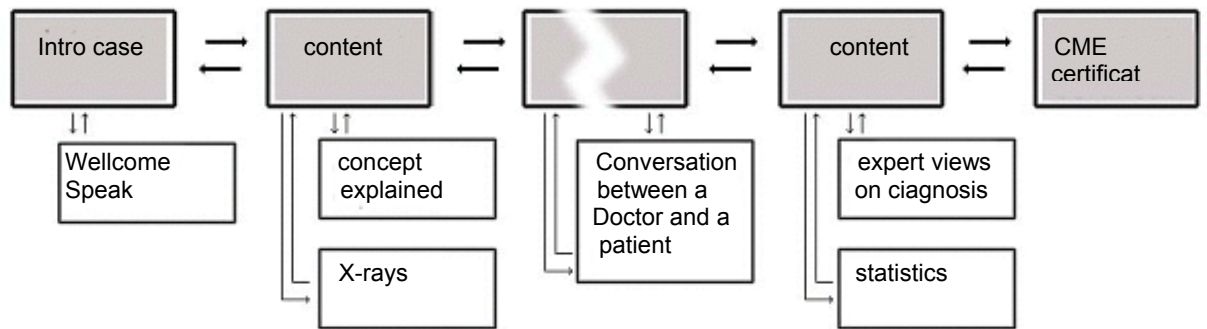 Intro case
content
content
CME
certificat
Wellcome
Speak
concept
explained
Conversation
between a
Doctor and a
patient
expert views
on ciagnosis
X-rays
statistics